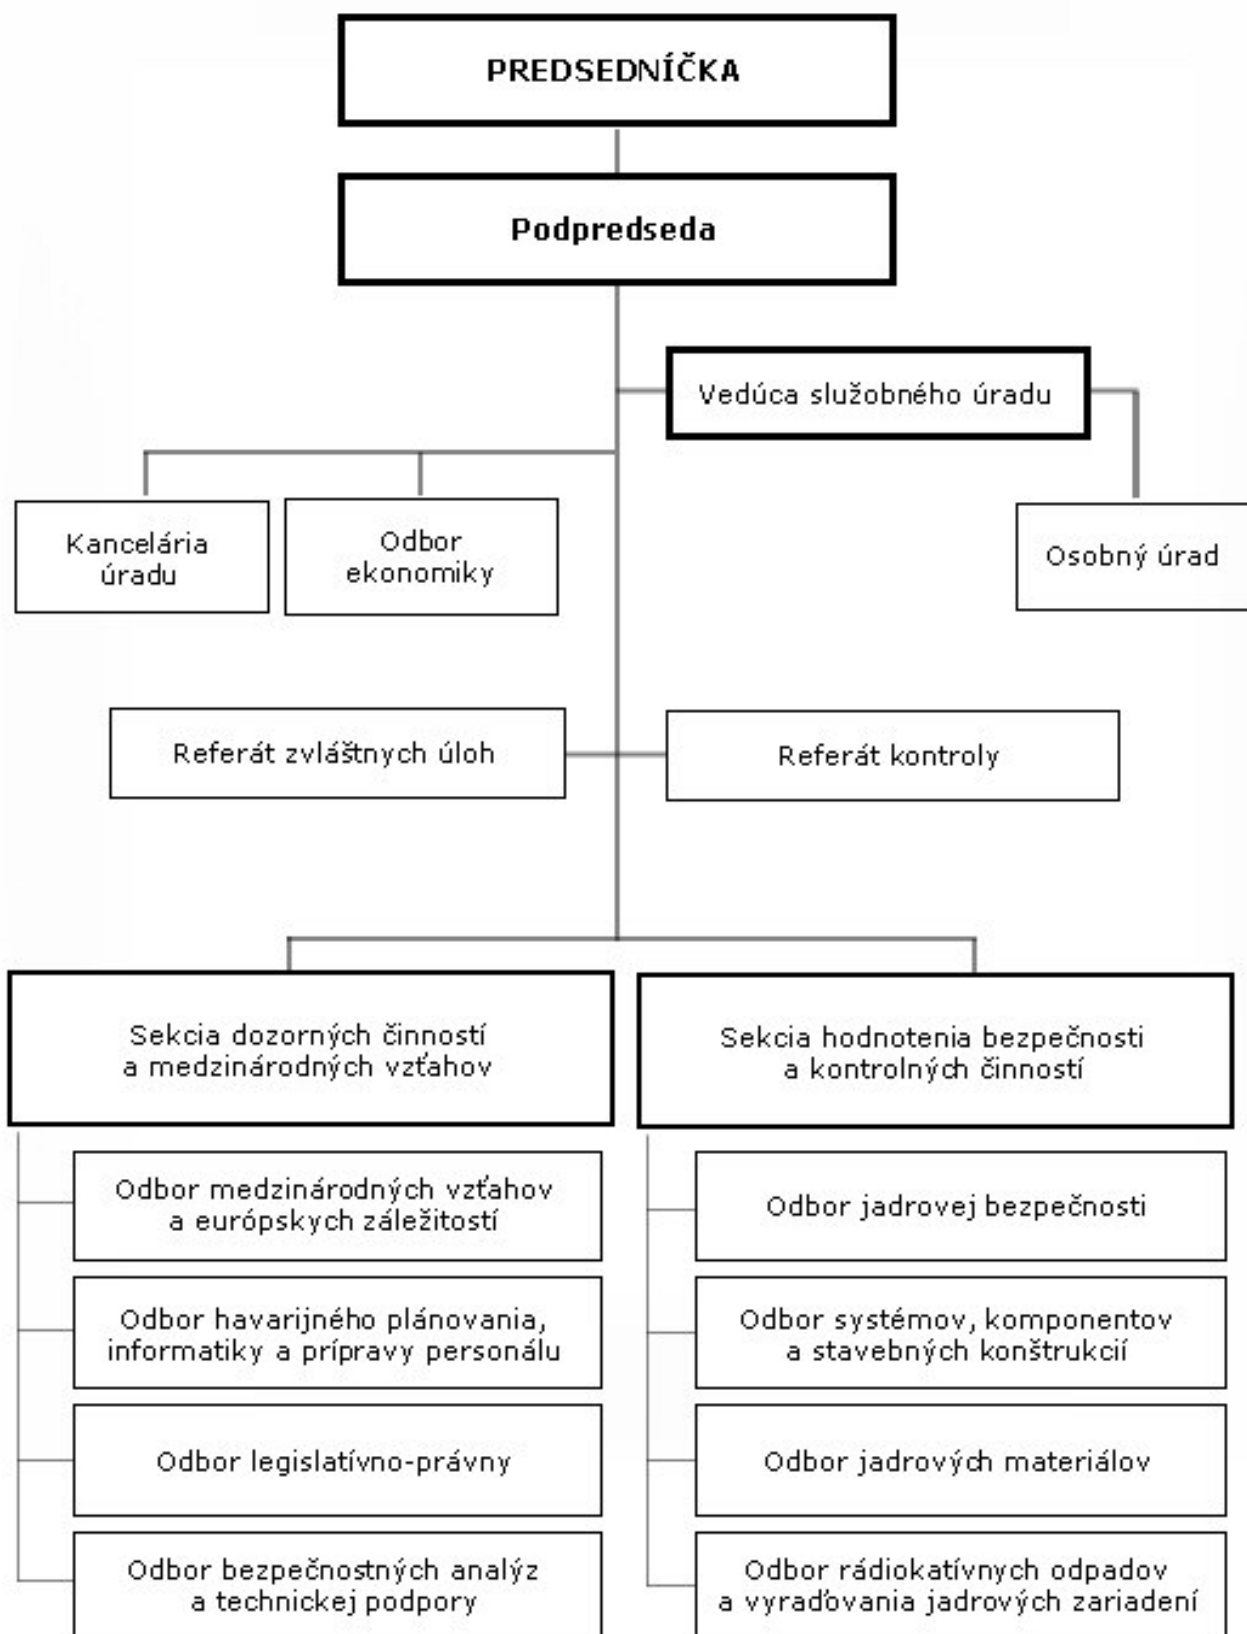 PREDSEDNÍČKA
Podpredseda
Vedúca služobného úradu
Kancelária
úradu
Odbor
ekonomiky
Osobný úrad
Referát zvláštnych úloh
Referát kontroly
Sekcia dozorných činností
a medzinárodných vzťahov
Sekcia hodnotenia bezpečnosti
a kontrolných činností
Odbor medzinárodných vzťahov
a európskych záležitostí
Odbor havarijného plánovania,
informatiky a prípravy personálu
Odbor legislatívno-právny
Odbor bezpečnostných analýz
a technickej podpory
Odbor jadrovej bezpečnosti
Odbor systémov, komponentov
a stavebných konštrukcií
Odbor jadrových materiálov
Odbor rádiokatívnych odpadov
a vyraďovania jadrových zariadení